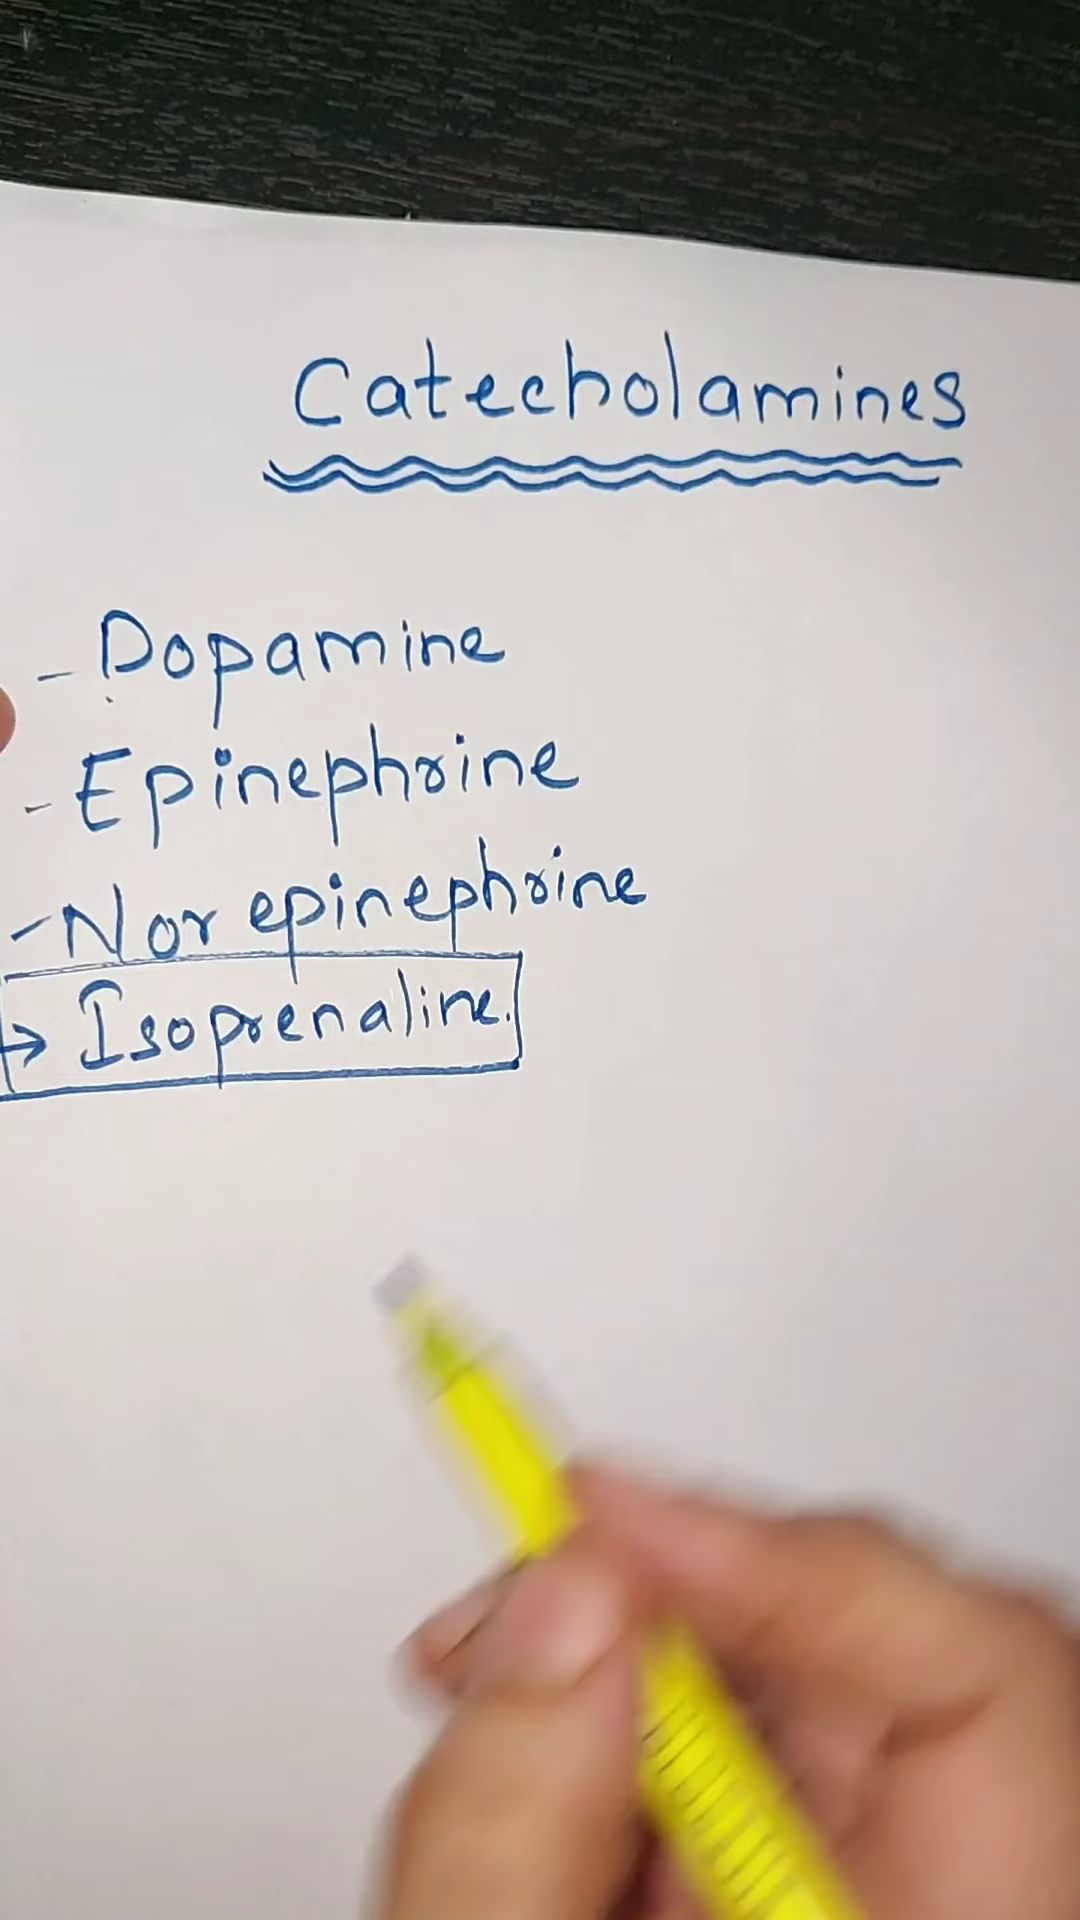 Catecholamines
- Dopamine
- Epinephrine
- Nor epinephrine
→ Isoprenaline.